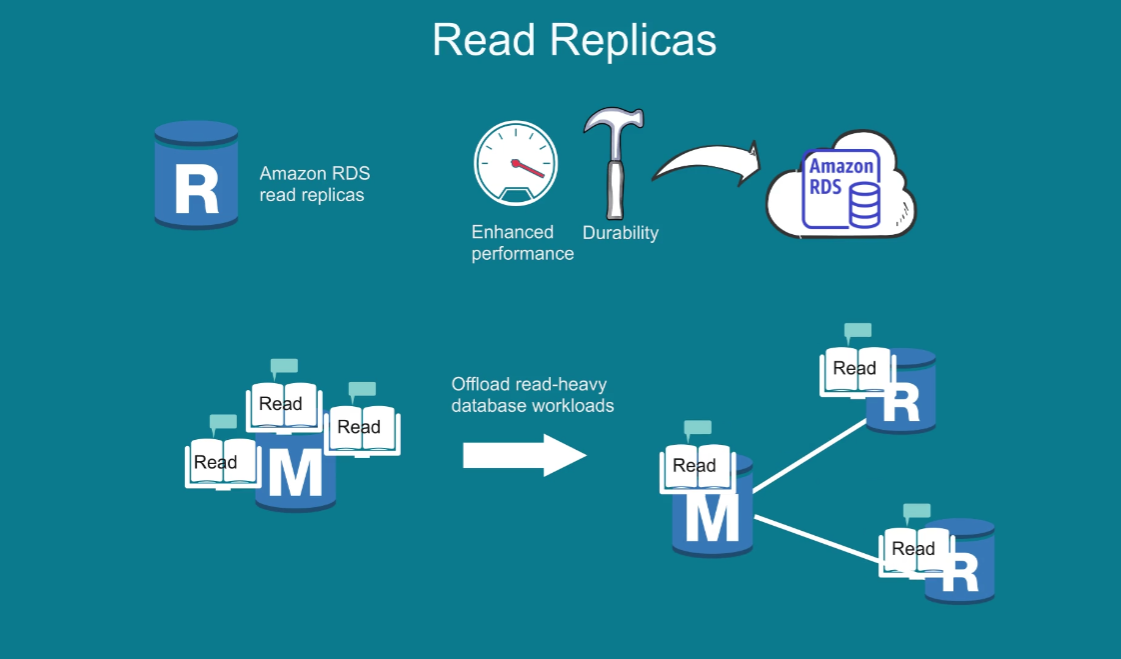 Read Replicas
R
Amazon RDS
read replicas
Enhanced
performance
Durability
Amazon
RDS
Read
Read
Read
M
Offload read-heavy
database workloads
Read
M
Read
R
Read
R